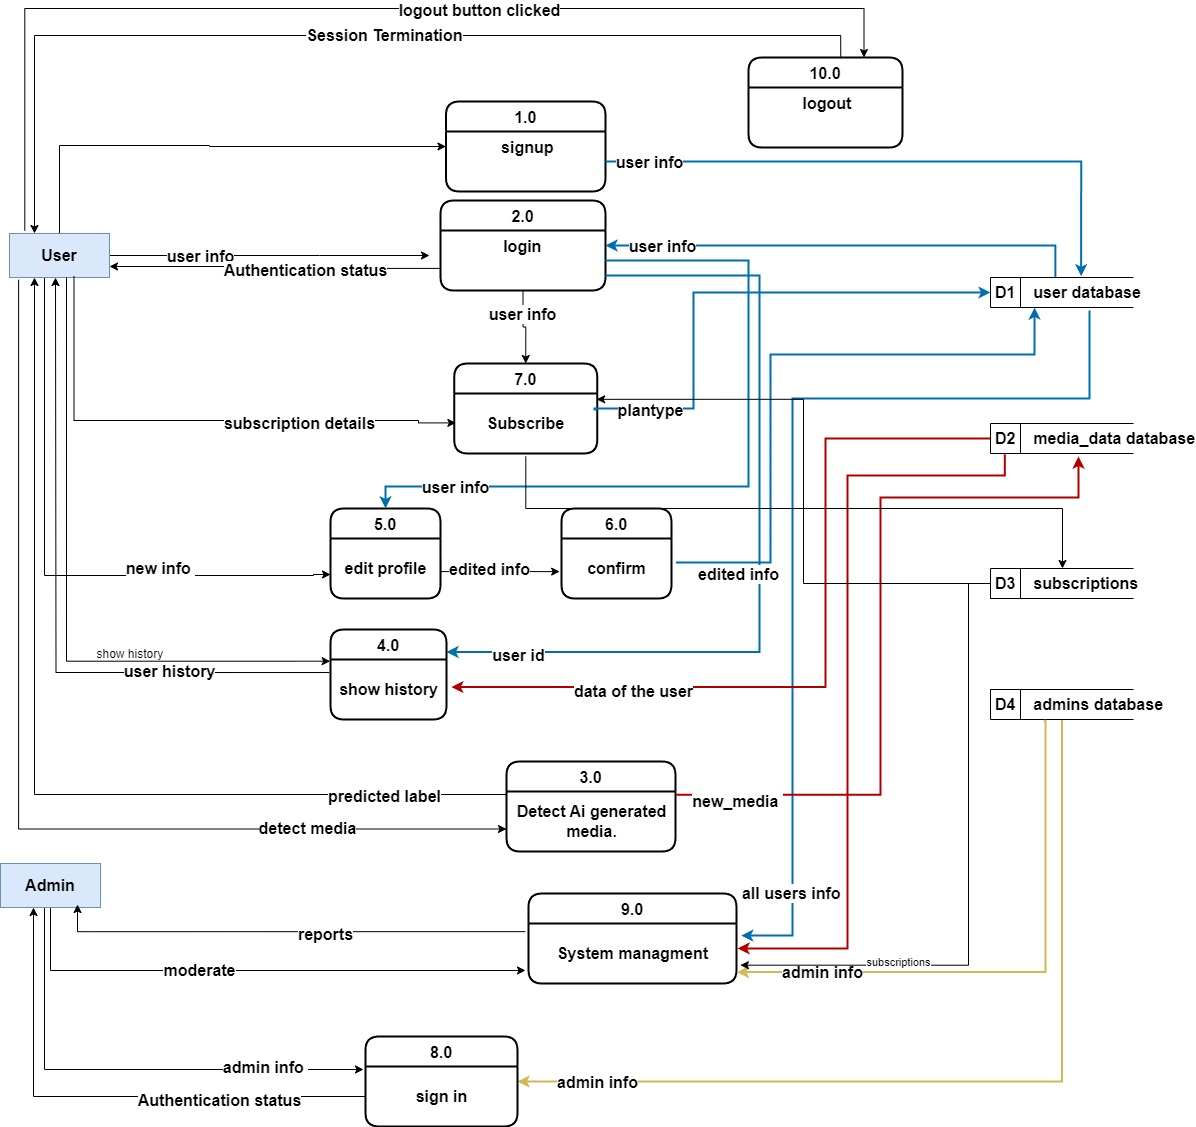 logout button clicked
Session Termination
10.0
logout
1.0
signup
user info
2.0
login
User
user info
Authentication status
user info
D1 user database
user info
7.0
Subscribe
plantype
subscription details
D2 media_data database
user info
5.0
edit profile
6.0
confirm
new info
edited info
edited info
D3 subscriptions
4.0
show history
show history
user history
user id
data of the user
D4 admins database
3.0
Detect Ai generated
media.
predicted label
new_media
detect media
Admin
all users info
9.0
System managment
reports
moderate
subscriptions
admin info
8.0
sign in
admin info
Authentication status
admin info